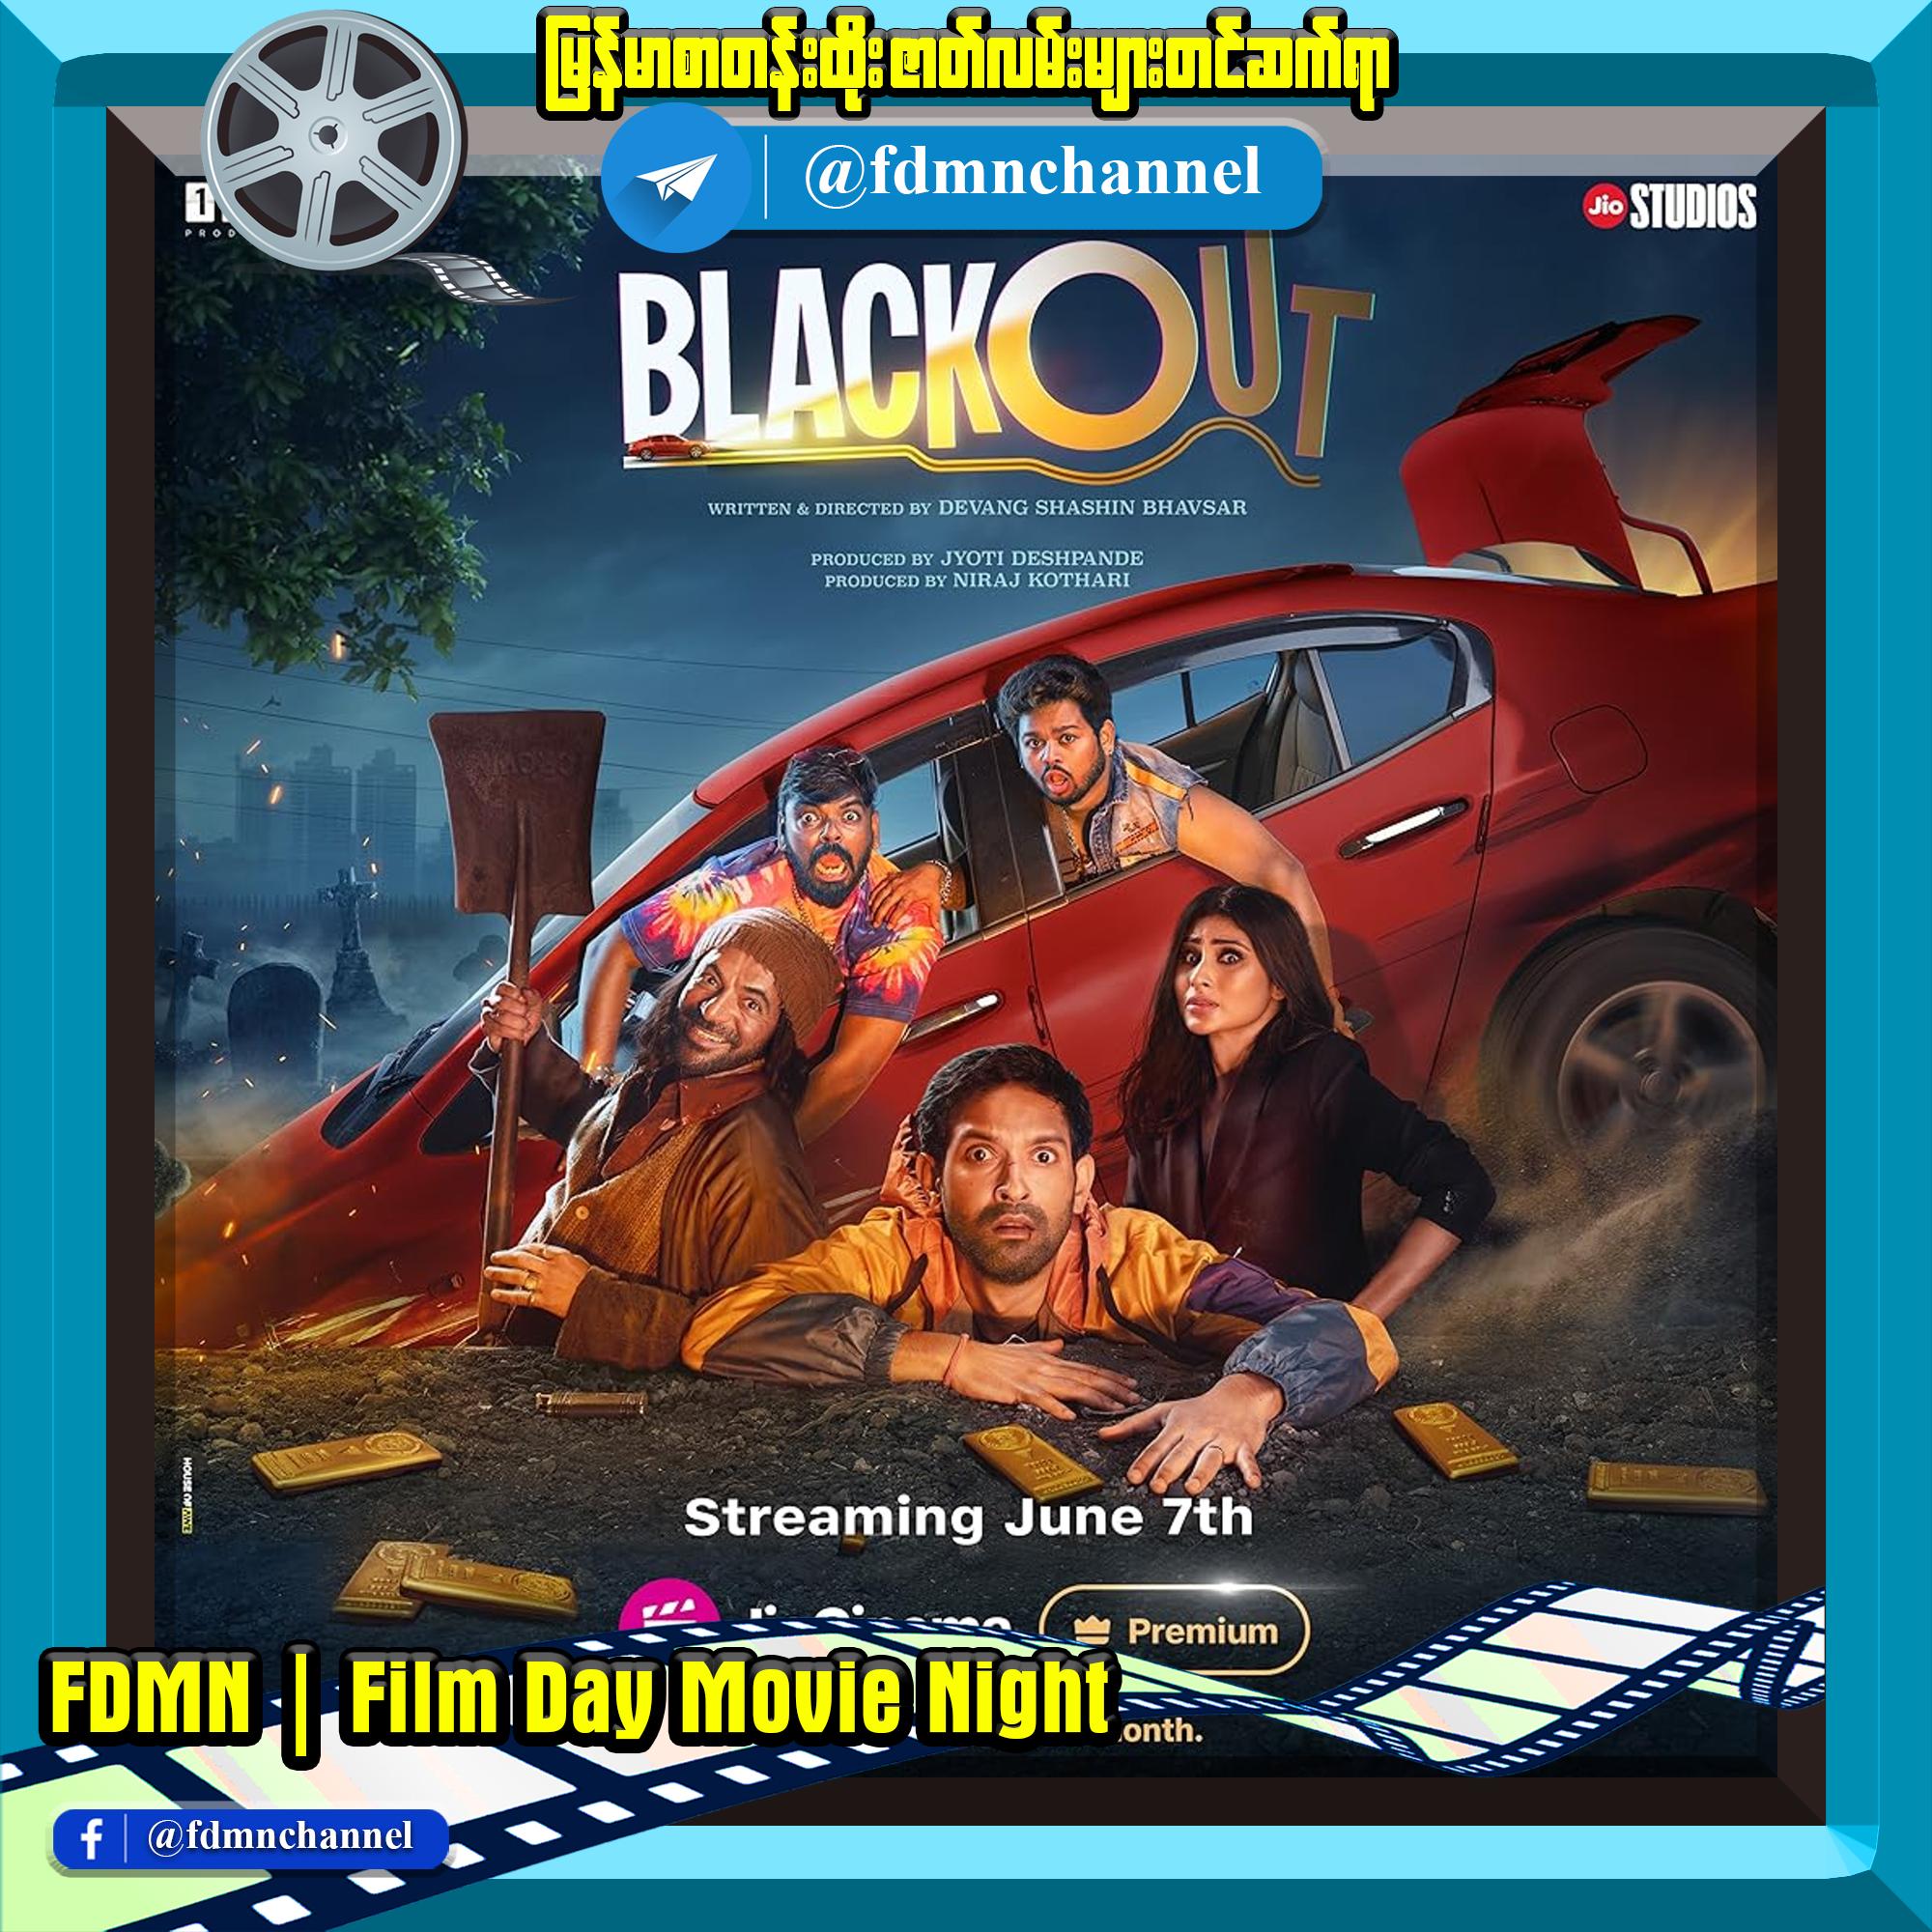 မြန်မာစာတန်းထိုးဇာတ်လမ်းများတင်ဆက်ရာ
@fdmnchannel
Jio STUDIOS
BLACKOUT
WRITTEN & DIRECTED BY DEVANG SHASHIN BHAVSAR
PRODUCED BY JYOTI DESHPANDE
PRODUCED BY NIRAJ KOTHARI
Streaming June 7th
Premium
FDMN | Film Day Movie Night
onth.
@fdmnchannel